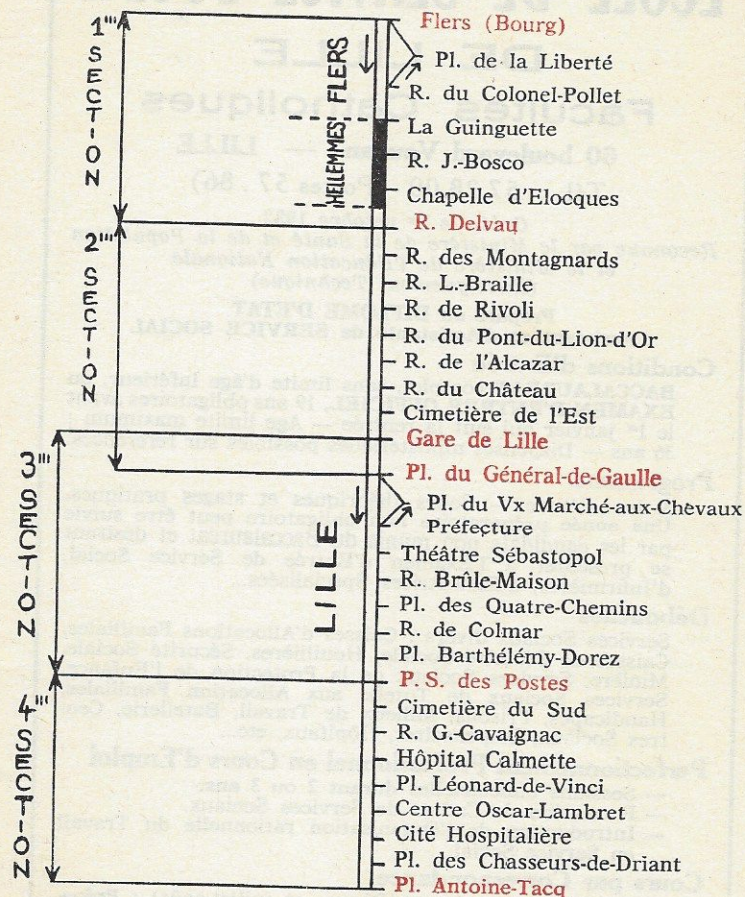 Flers (Bourg)
Pl. de la Liberté
R. du Colonel-Pollet
La Guinguette
R. J.-Bosco
Chapelle d'Elocques
R. Delvau
R. des Montagnards
R. L.-Braille
R. de Rivoli
R. du Pont-du-Lion-d'Or
R. de l'Alcazar
R. du Château
Cimetière de l'Est
Gare de Lille
Pl. du Général-de-Gaulle
Pl. du Vx Marché-aux-Chevaux
Préfecture
Théâtre Sébastopol
R. Brûle-Maison
Pl. des Quatre-Chemins
R. de Colmar
Pl. Barthélémy-Dorez
P. S. des Postes
Cimetière du Sud
R. G.-Cavaignac
Hôpital Calmette
Pl. Léonard-de-Vinci
Centre Oscar-Lambret
Cité Hospitalière
Pl. des Chasseurs-de-Driant
Pl. Antoine-Tacq
1''' SECTION
2''' SECTION
3''' SECTION
4''' SECTION
FLERS
HELLEMMES
LILLE